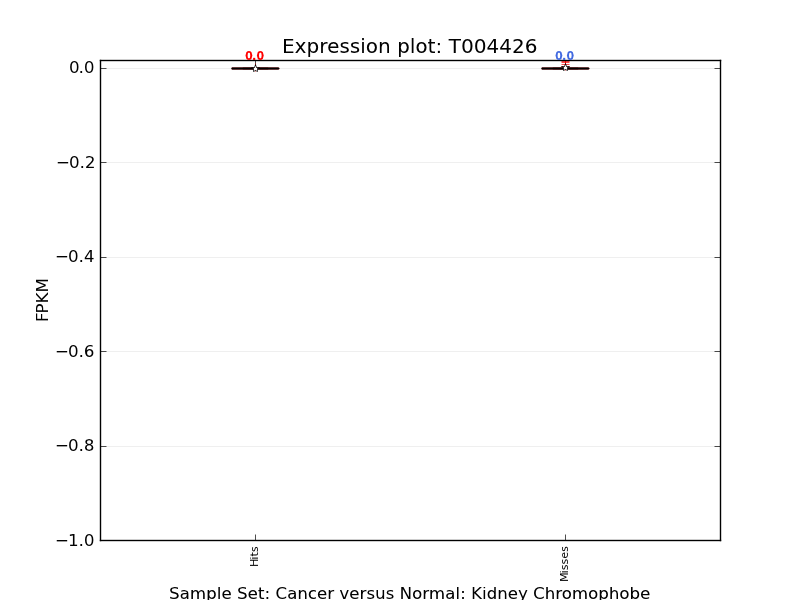 Expression plot: T004426
0.0 0.0
0.0
−0.2
−0.4
−0.6
−0.8
−1.0
FPKM
Hits
Misses
Sample Set: Cancer versus Normal: Kidney Chromophobe